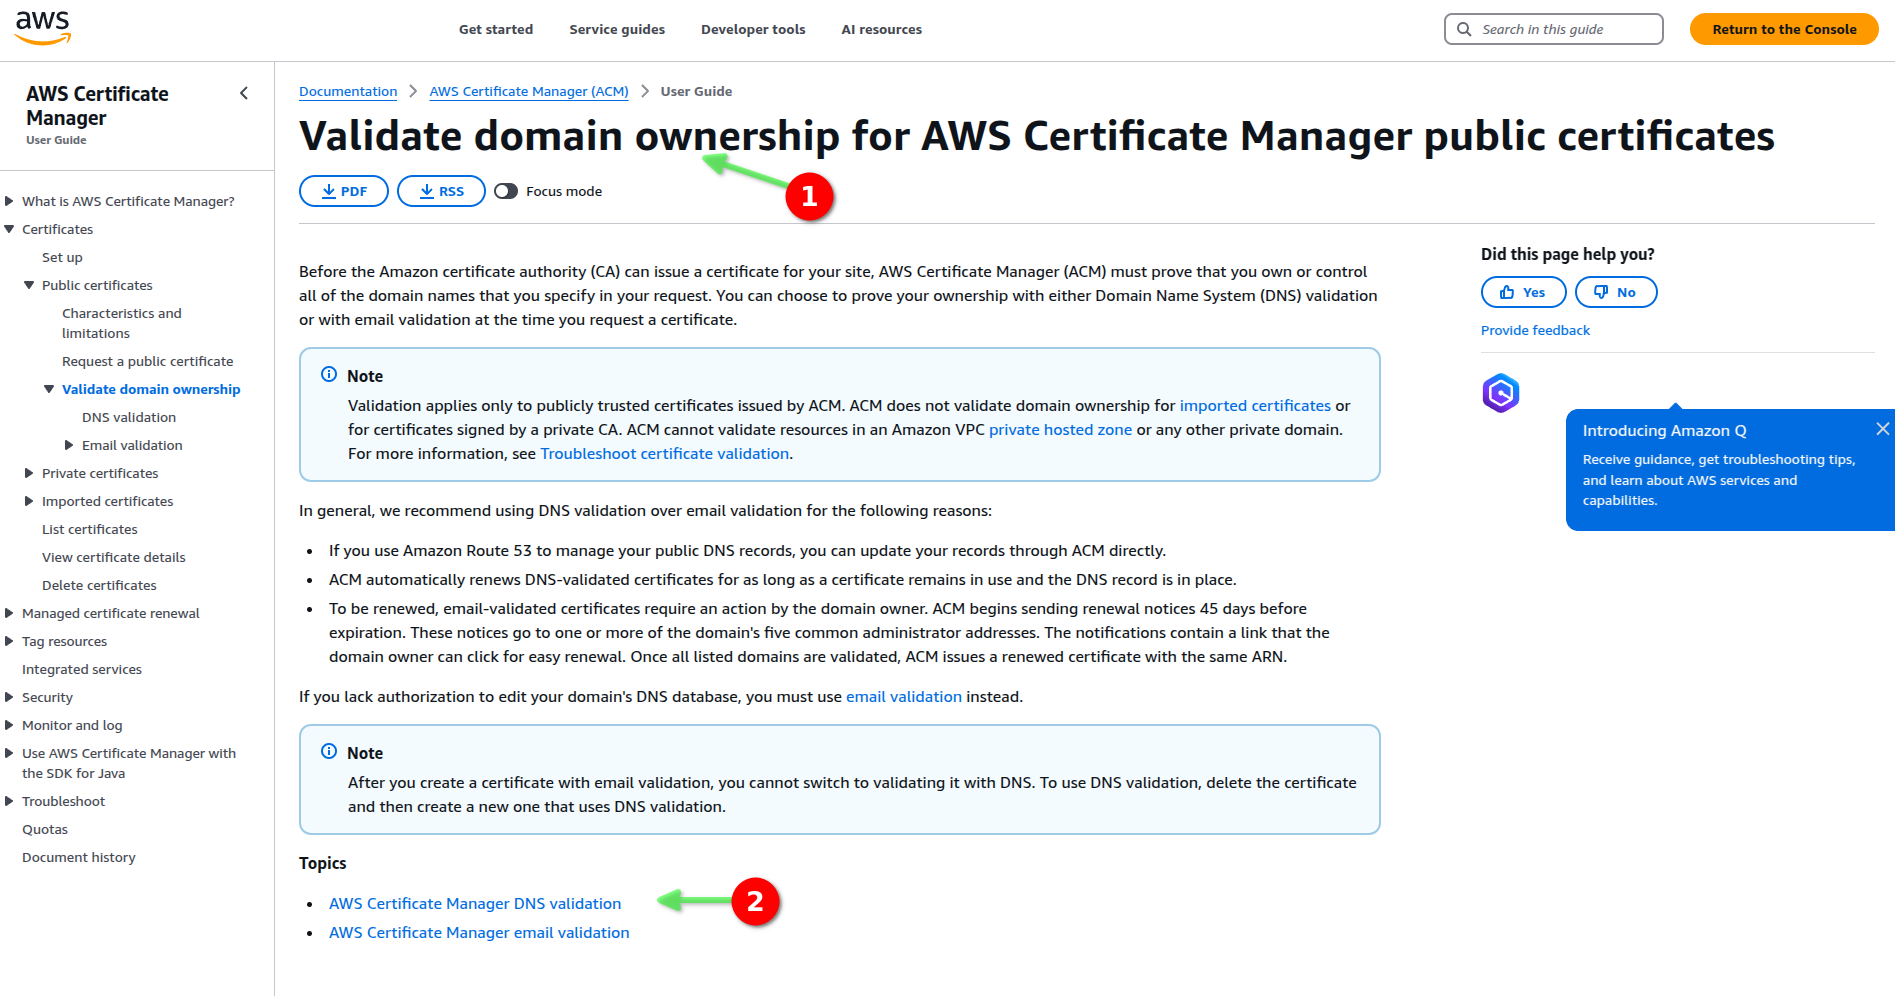 aws
Get started
Service guides
Developer tools
AI resources
Search in this guide
Return to the Console
AWS Certificate
Manager
User Guide
What is AWS Certificate Manager?
Certificates
Set up
Public certificates
Characteristics and
limitations
Request a public certificate
Validate domain ownership
DNS validation
Email validation
Private certificates
Imported certificates
List certificates
View certificate details
Delete certificates
Managed certificate renewal
Tag resources
Integrated services
Security
Monitor and log
Use AWS Certificate Manager with
the SDK for Java
Troubleshoot
Quotas
Document history
Documentation
AWS Certificate Manager (ACM)
User Guide
Validate domain ownership for AWS Certificate Manager public certificates
1
PDF
RSS
Focus mode
Before the Amazon certificate authority (CA) can issue a certificate for your site, AWS Certificate Manager (ACM) must prove that you own or control
all of the domain names that you specify in your request. You can choose to prove your ownership with either Domain Name System (DNS) validation
or with email validation at the time you request a certificate.
Note
Validation applies only to publicly trusted certificates issued by ACM. ACM does not validate domain ownership for imported certificates or
for certificates signed by a private CA. ACM cannot validate resources in an Amazon VPC private hosted zone or any other private domain.
For more information, see Troubleshoot certificate validation.
In general, we recommend using DNS validation over email validation for the following reasons:
• If you use Amazon Route 53 to manage your public DNS records, you can update your records through ACM directly.
• ACM automatically renews DNS-validated certificates for as long as a certificate remains in use and the DNS record is in place.
• To be renewed, email-validated certificates require an action by the domain owner. ACM begins sending renewal notices 45 days before
expiration. These notices go to one or more of the domain's five common administrator addresses. The notifications contain a link that the
domain owner can click for easy renewal. Once all listed domains are validated, ACM issues a renewed certificate with the same ARN.
If you lack authorization to edit your domain's DNS database, you must use email validation instead.
Note
After you create a certificate with email validation, you cannot switch to validating it with DNS. To use DNS validation, delete the certificate
and then create a new one that uses DNS validation.
Topics
• AWS Certificate Manager DNS validation
2
• AWS Certificate Manager email validation
Did this page help you?
Yes
No
Provide feedback
Introducing Amazon Q
Receive guidance, get troubleshooting tips,
and learn about AWS services and
capabilities.